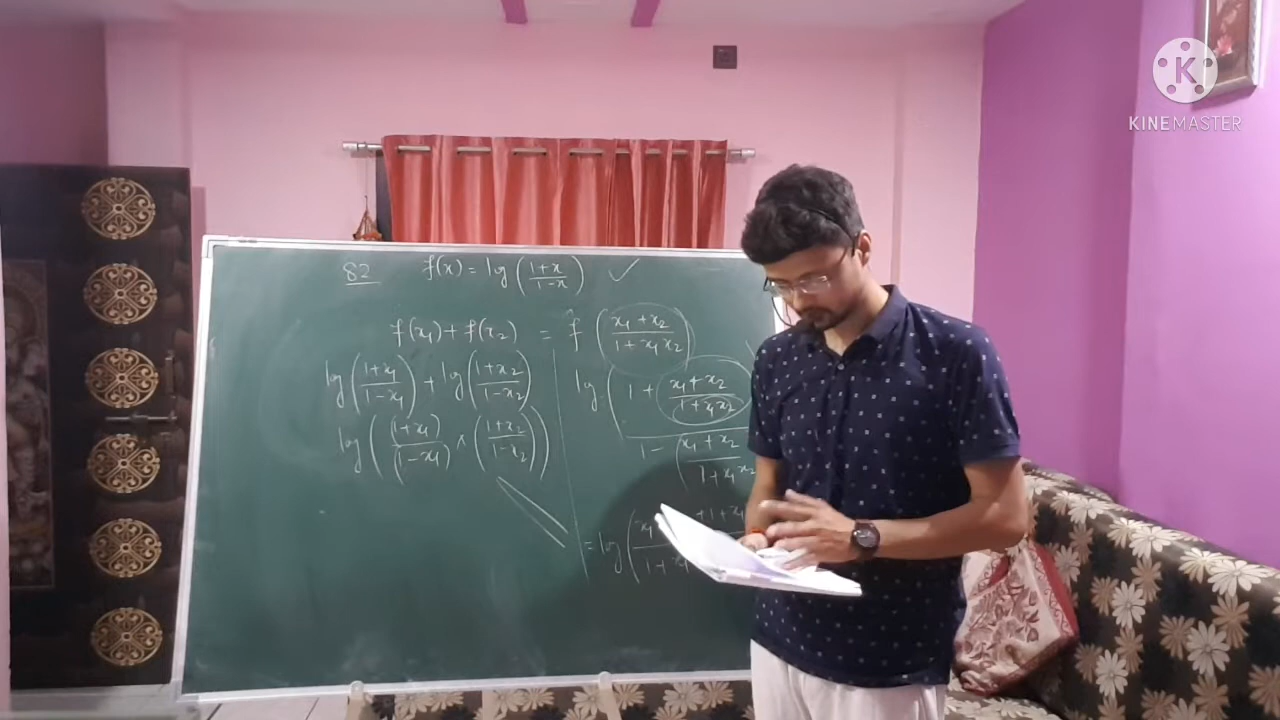 K
KINEMASTER
82 f(x) = log((1+x)/(1-x)) ✓
f(x₁) + f(x₂) = f((x₁+x₂)/(1+x₁x₂))
log((1+x₁)/(1-x₁)) + log((1+x₂)/(1-x₂))
log(((1+x₁)/(1-x₁)) × ((1+x₂)/(1-x₂)))
log((1 + (x₁+x₂)/(1+x₁x₂))/(1 - ((x₁+x₂)/(1+x₁x₂
= log(